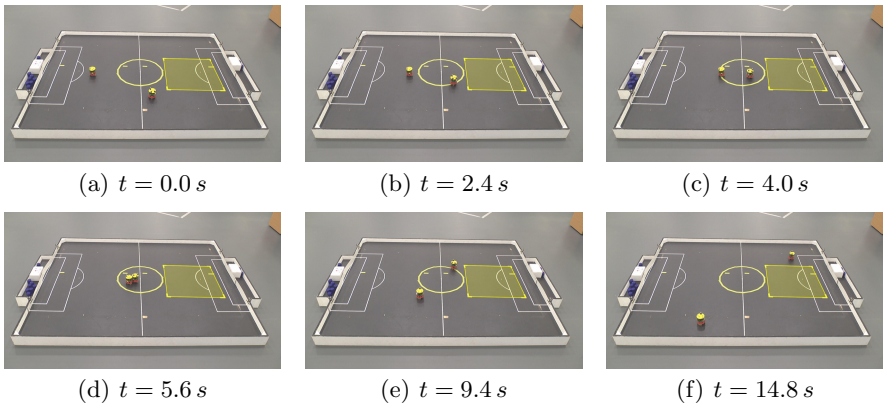 (a) t = 0.0 s
(b) t = 2.4 s
(c) t = 4.0 s
(d) t = 5.6 s
(e) t = 9.4 s
(f) t = 14.8 s